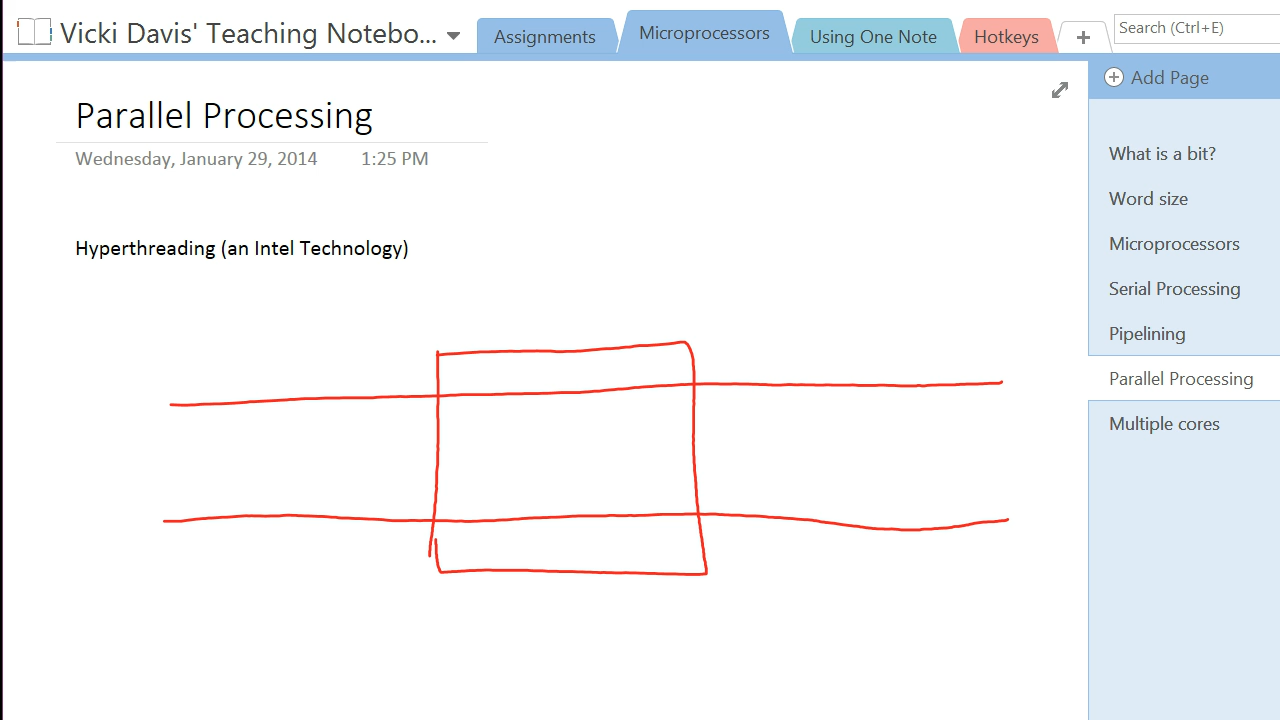 Vicki Davis' Teaching Notebo...
Assignments
Microprocessors
Using One Note
Hotkeys
+
Search (Ctrl+E)
Add Page
Parallel Processing
Wednesday, January 29, 2014 1:25 PM
Hyperthreading (an Intel Technology)
What is a bit?
Word size
Microprocessors
Serial Processing
Pipelining
Parallel Processing
Multiple cores